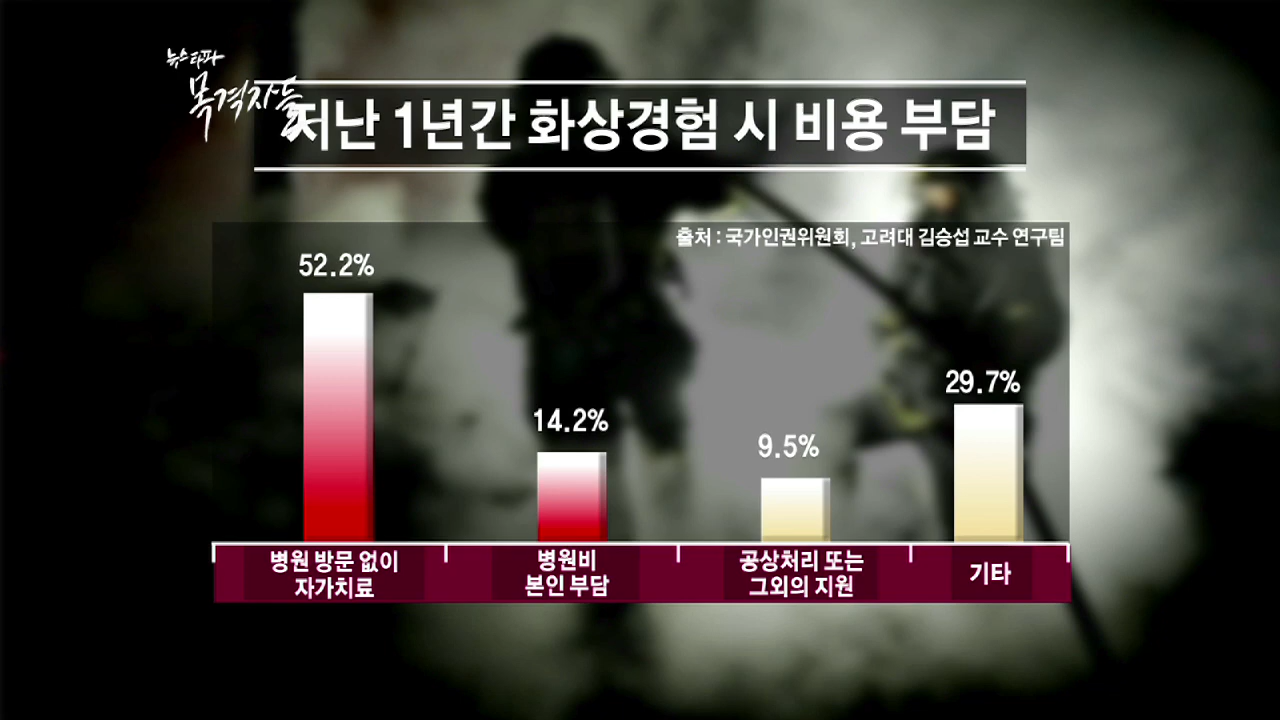 뉴스타파
목격자들
지난 1년간 화상경험 시 비용 부담
출처 : 국가인권위원회, 고려대 김승섭 교수 연구팀
52.2%
14.2%
9.5%
29.7%
병원 방문 없이
자가치료
병원비
본인 부담
공상처리 또는
그외의 지원
기타